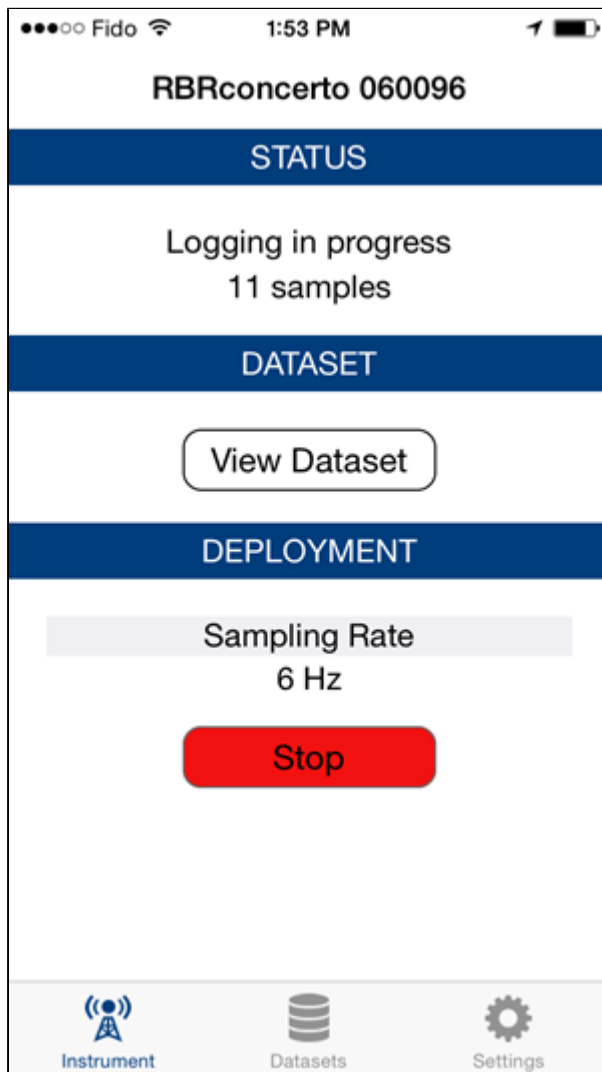 Fido 1:53 PM
RBRconcerto 060096
STATUS
Logging in progress
11 samples
DATASET
View Dataset
DEPLOYMENT
Sampling Rate
6 Hz
Stop
Instrument Datasets Settings